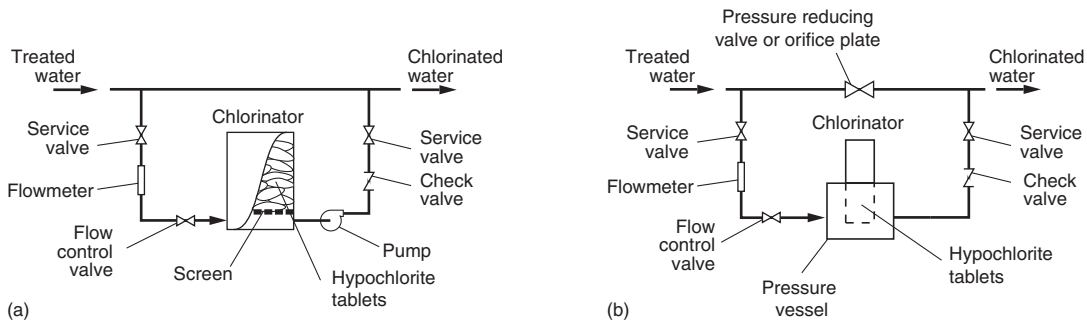 Treated
water
Chlorinated
water
Chlorinator
Service
valve
Service
valve
Flowmeter
Check
valve
Flow
control
valve
Pump
Screen
Hypochlorite
tablets
(a)
Pressure reducing
valve or orifice plate
Treated
water
Chlorinated
water
Chlorinator
Service
valve
Service
valve
Flowmeter
Check
valve
Flow
control
valve
Hypochlorite
tablets
Pressure
vessel
(b)